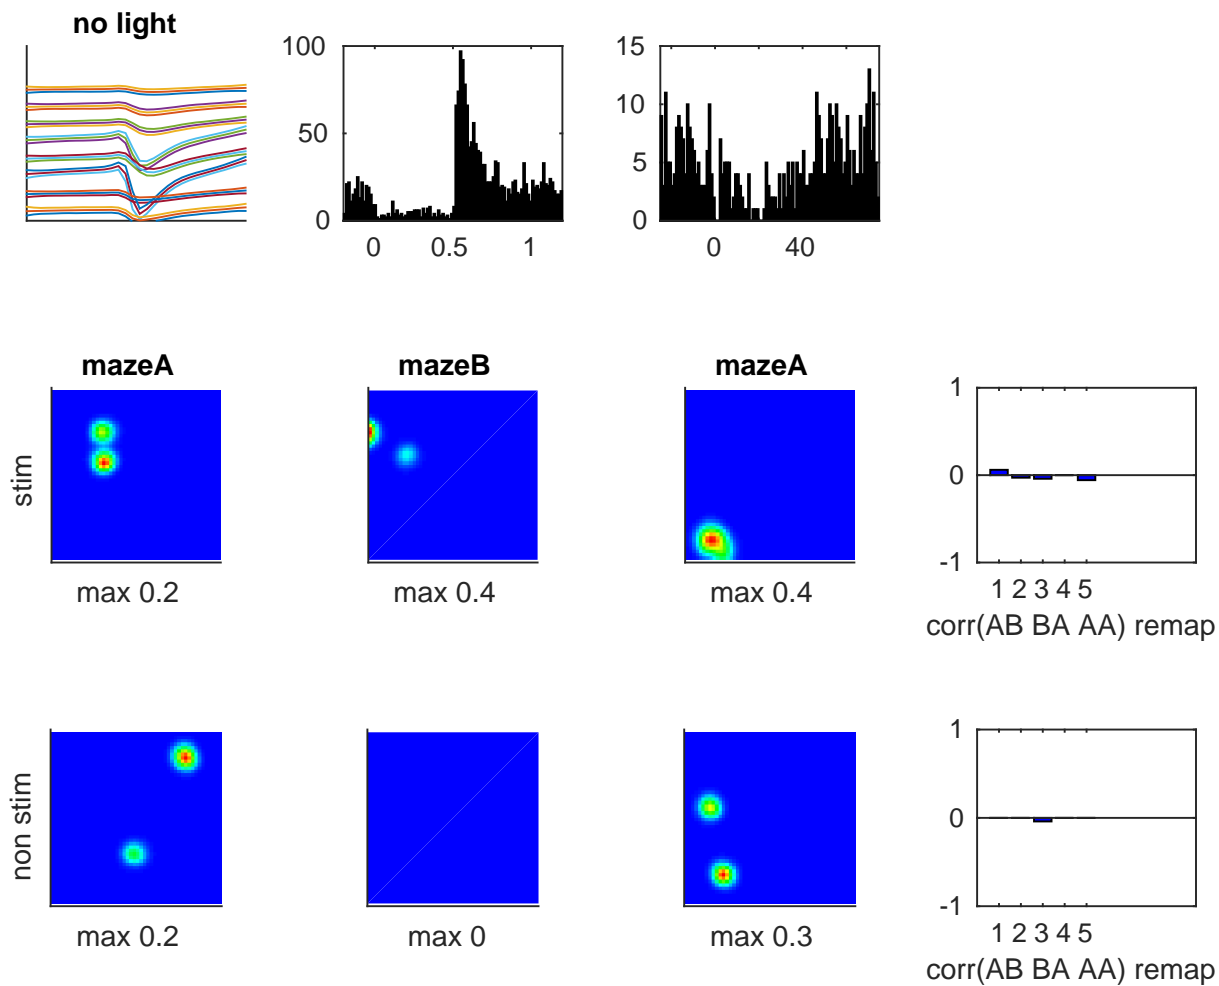 no light
100
50
0
0
0.5
1
15
10
5
0
0
40
mazeA
mazeB
mazeA
stim
max 0.2
max 0.4
max 0.4
1
0
-1
1 2 3 4 5
corr(AB BA AA) remap
non stim
max 0.2
max 0
max 0.3
1
0
-1
1 2 3 4 5
corr(AB BA AA) remap